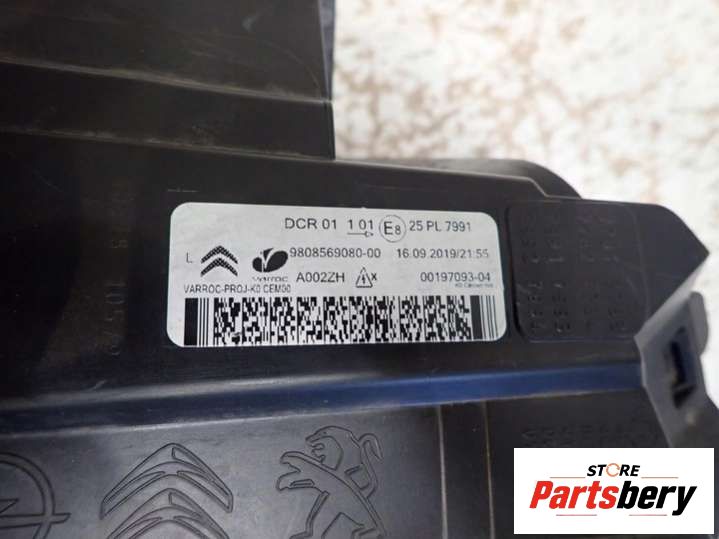 DCR 01 1 01 E8 25 PL 7991
L varroc 9808569080-00 16.09.2019/21:55
A002ZH X 00197093-04
VARROC-PROJ-K0 CEM00
STORE
Partsbery